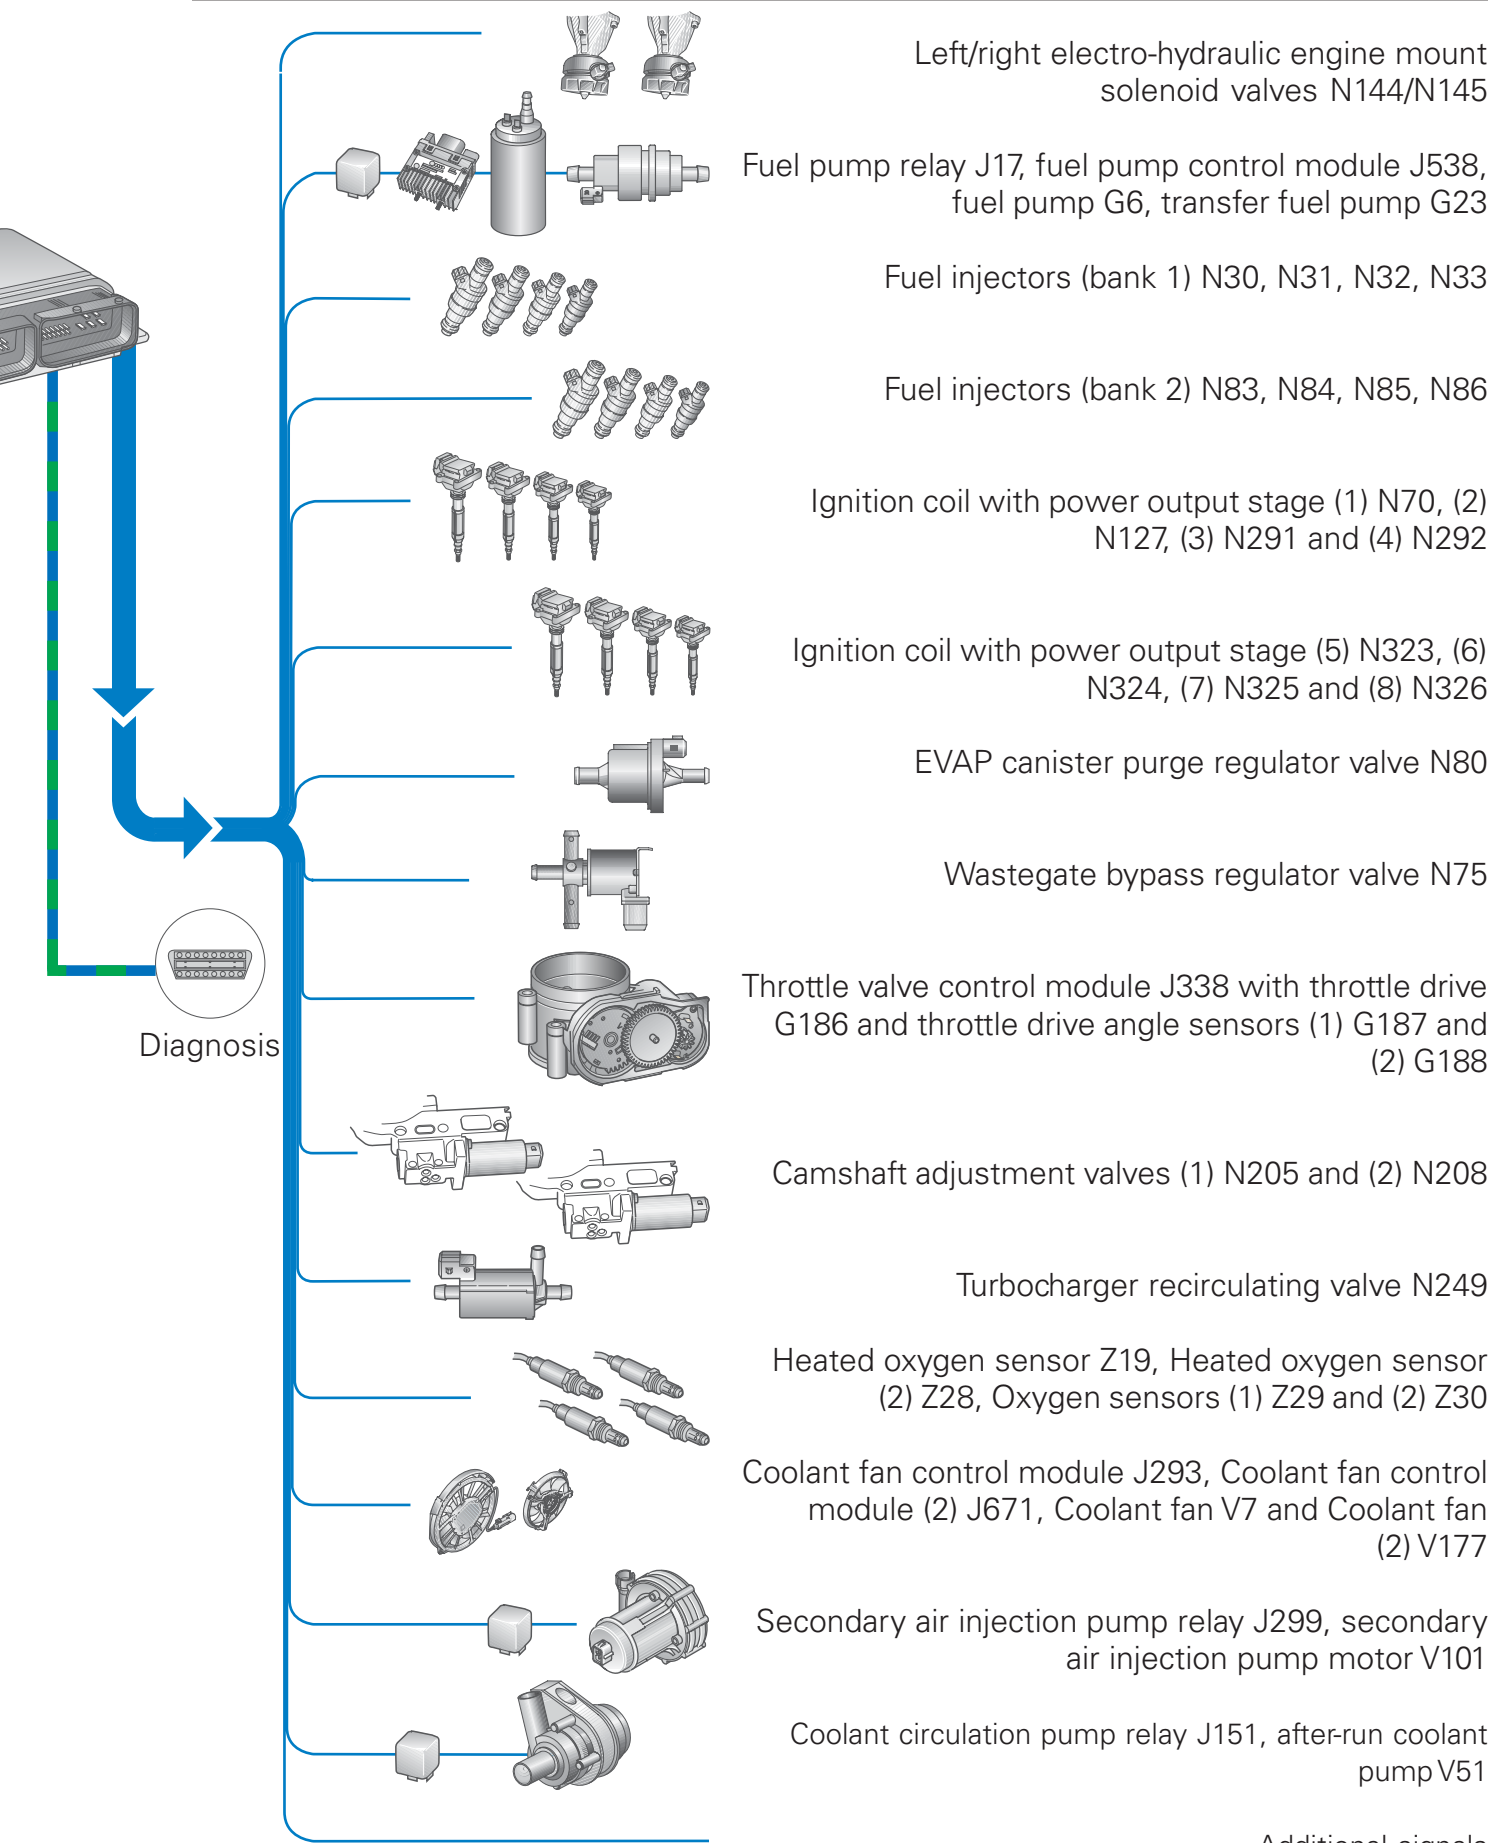 Left/right electro-hydraulic engine mount
solenoid valves N144/N145
Fuel pump relay J17, fuel pump control module J538,
fuel pump G6, transfer fuel pump G23
Fuel injectors (bank 1) N30, N31, N32, N33
Fuel injectors (bank 2) N83, N84, N85, N86
Ignition coil with power output stage (1) N70, (2)
N127, (3) N291 and (4) N292
Ignition coil with power output stage (5) N323, (6)
N324, (7) N325 and (8) N326
EVAP canister purge regulator valve N80
Wastegate bypass regulator valve N75
Throttle valve control module J338 with throttle drive
G186 and throttle drive angle sensors (1) G187 and
(2) G188
Diagnosis
Camshaft adjustment valves (1) N205 and (2) N208
Turbocharger recirculating valve N249
Heated oxygen sensor Z19, Heated oxygen sensor
(2) Z28, Oxygen sensors (1) Z29 and (2) Z30
Coolant fan control module J293, Coolant fan control
module (2) J671, Coolant fan V7 and Coolant fan
(2) V177
Secondary air injection pump relay J299, secondary
air injection pump motor V101
Coolant circulation pump relay J151, after-run coolant
pump V51
Additional signals